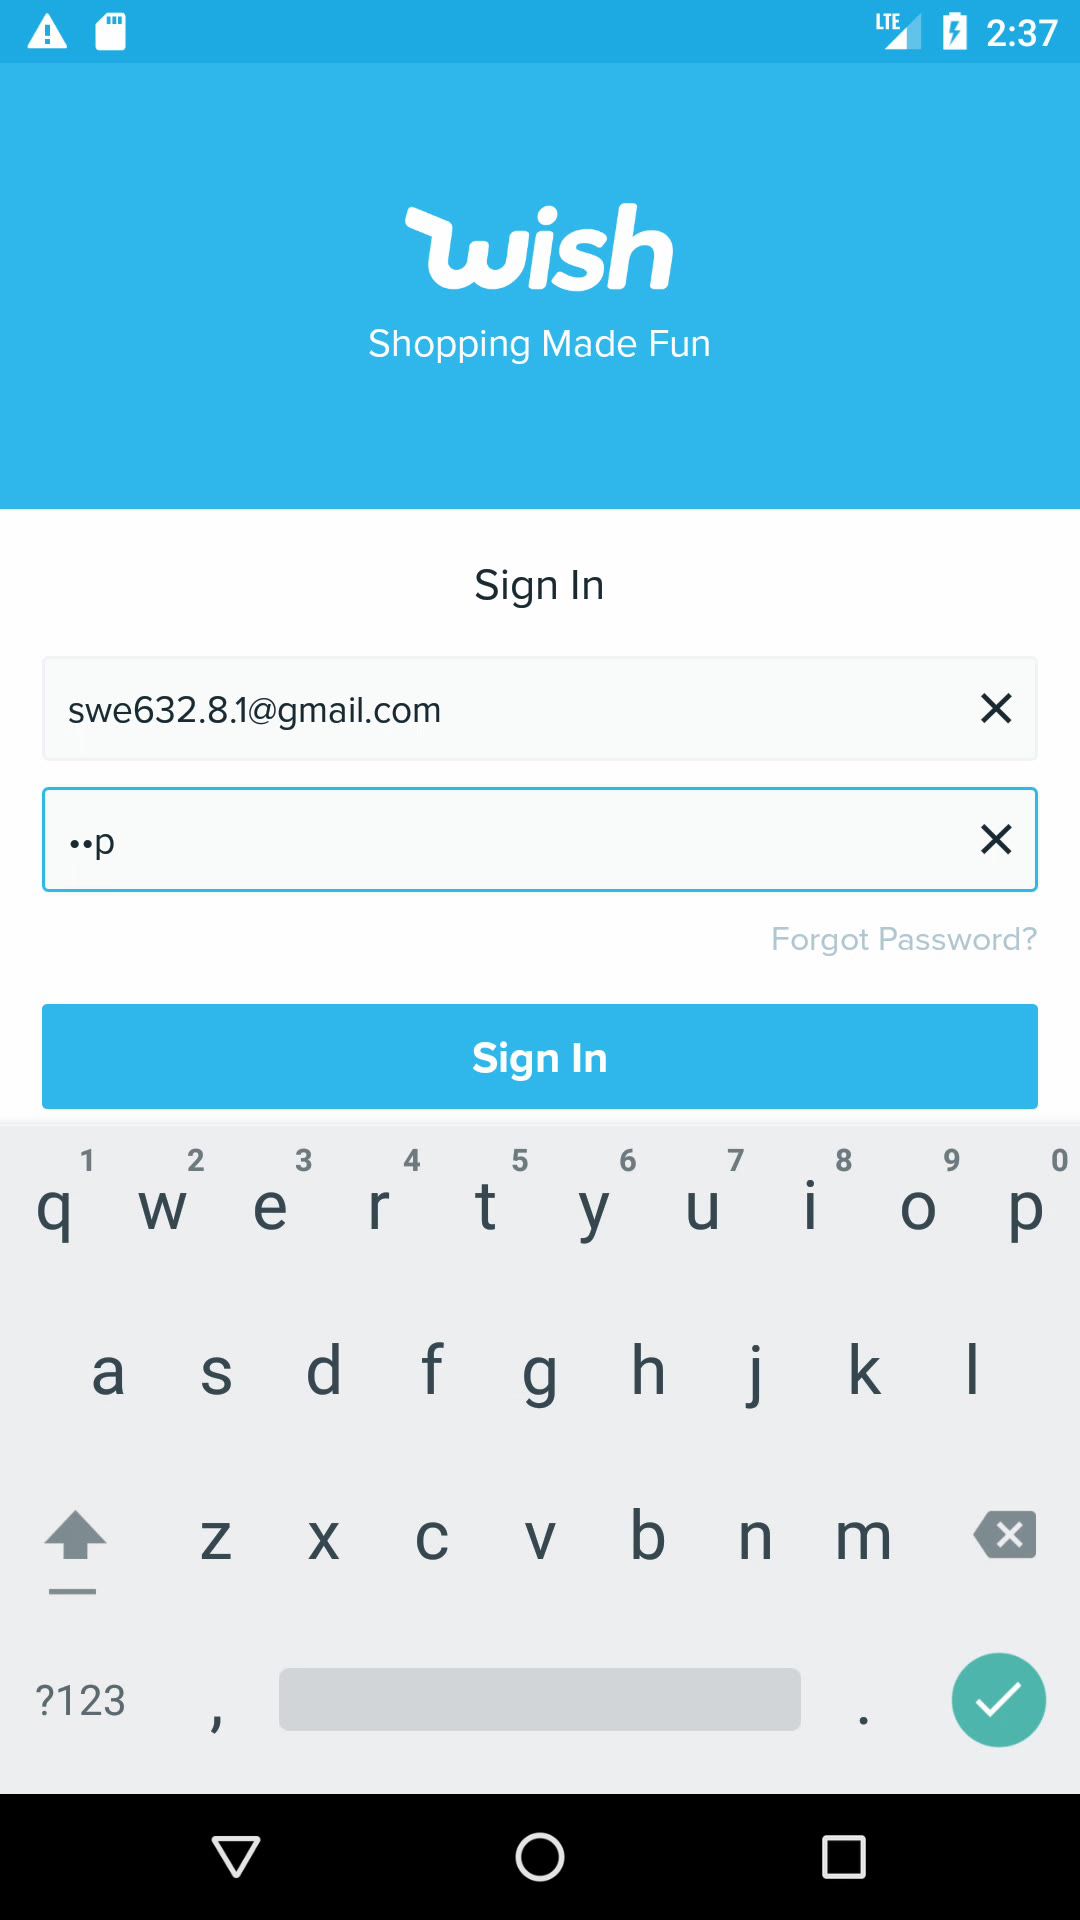 LTE 2:37
wish
Shopping Made Fun
Sign In
swe632.8.1@gmail.com
••p
Forgot Password?
Sign In
1 2 3 4 5 6 7 8 9 0
q w e r t y u i o p
a s d f g h j k l
z x c v b n m
?123 , .